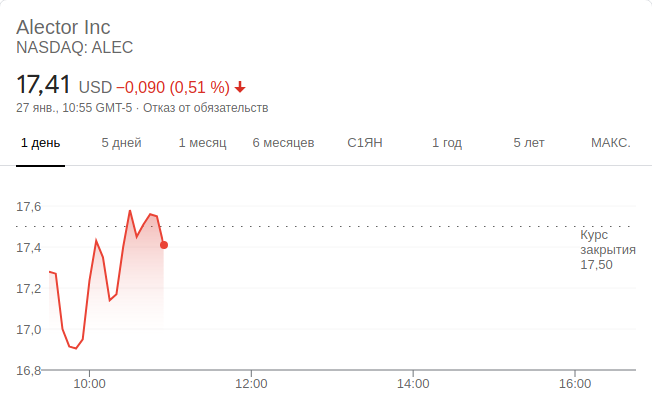 Alector Inc
NASDAQ: ALEC
17,41 USD −0,090 (0,51 %)
27 янв., 10:55 GMT-5 · Отказ от обязательств
1 день 5 дней 1 месяц 6 месяцев С1ЯН 1 год 5 лет МАКС.
17,6
Курс
закрытия
17,50
17,4
17,2
17,0
16,8
10:00 12:00 14:00 16:00